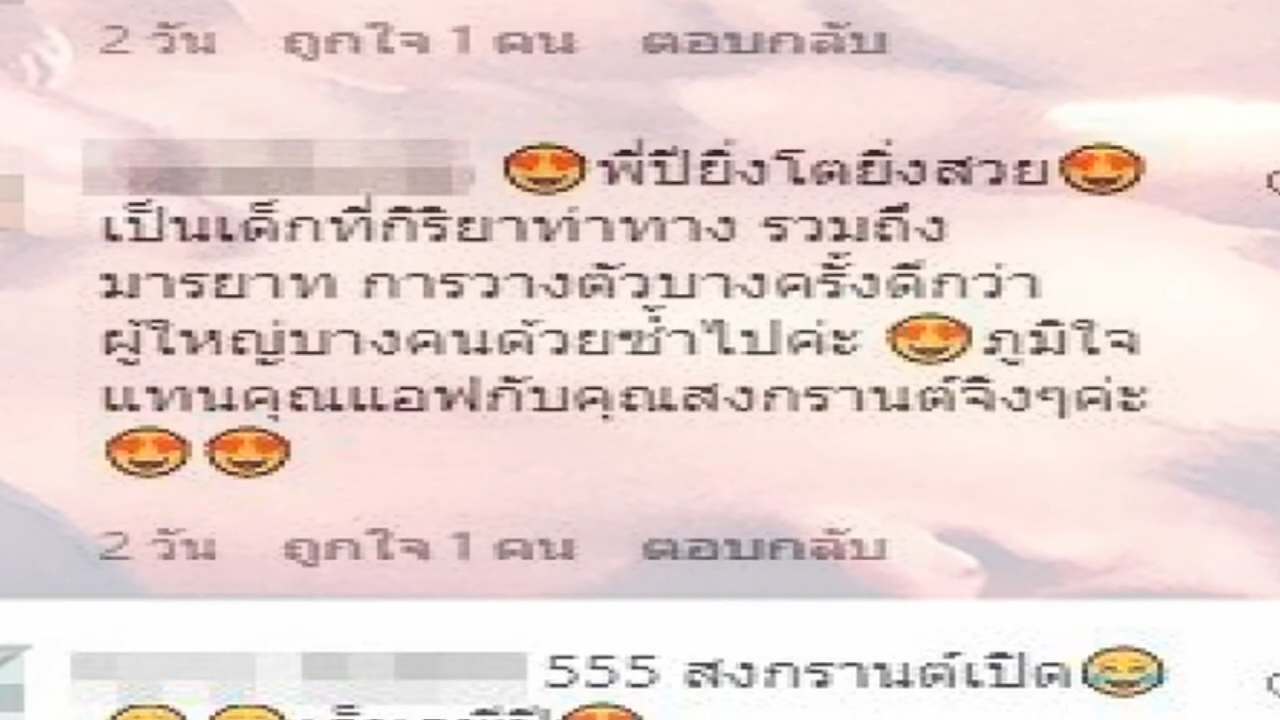 2 วัน ถูกใจ 1 คน ตอบกลับ
😍พี่ปียิ่งโตยิ่งสวย😍
เป็นเด็กที่กิริยาท่าทาง รวมถึง
มารยาท การวางตัวบางครั้งดีกว่า
ผู้ใหญ่บางคนด้วยซ้ำไปค่ะ 😍ภูมิใจ
แทนคุณแอฟกับคุณสงกรานต์จิงๆค่ะ
😍😍
2 วัน ถูกใจ 1 คน ตอบกลับ
555 สงกรานต์เปิด😂